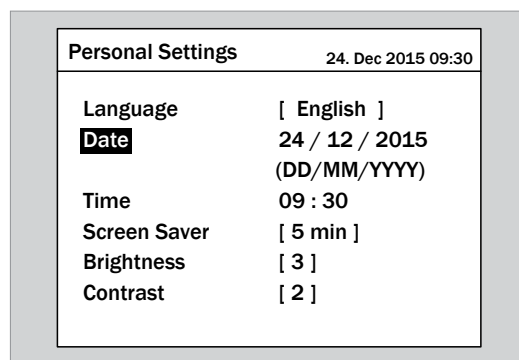 Personal Settings 24. Dec 2015 09:30
Language [ English ]
Date 24 / 12 / 2015
(DD/MM/YYYY)
Time 09 : 30
Screen Saver [ 5 min ]
Brightness [ 3 ]
Contrast [ 2 ]